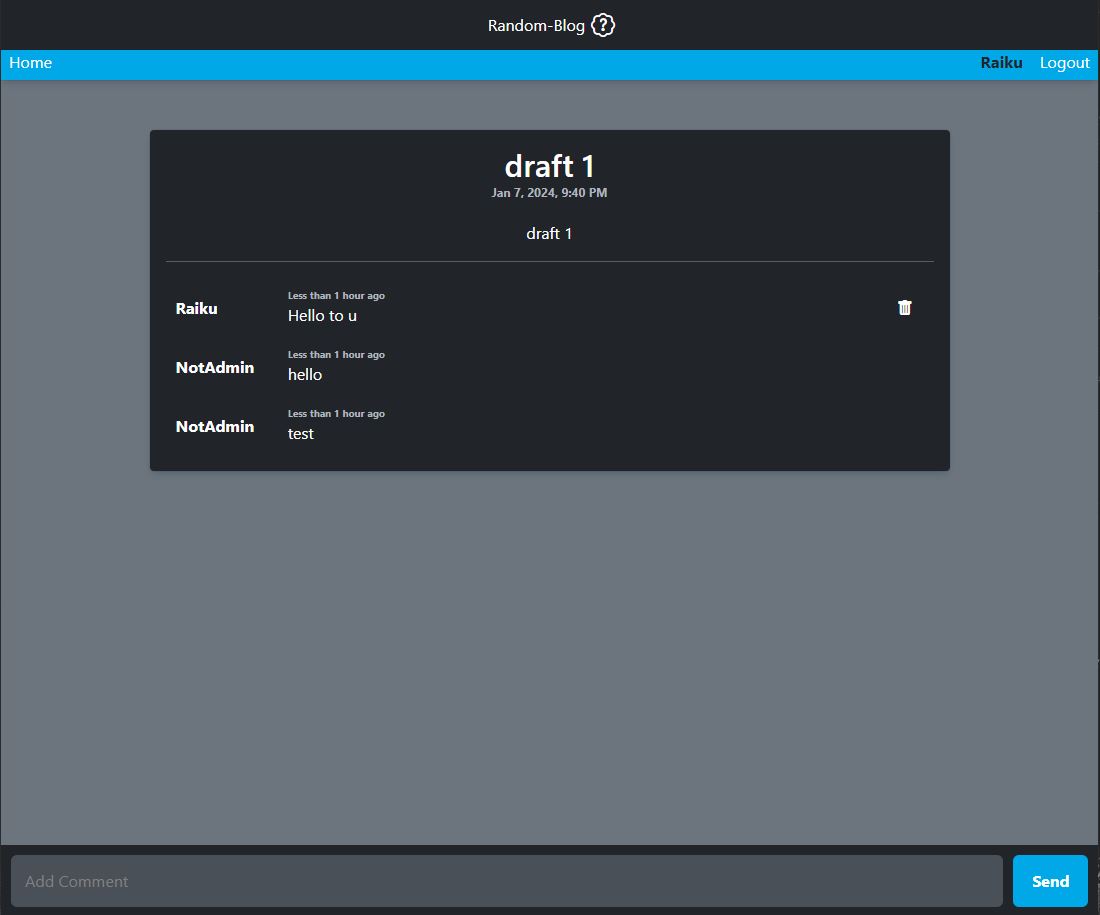 Random-Blog
Home Raiku Logout
draft 1
Jan 7, 2024, 9:40 PM
draft 1
Less than 1 hour ago
Raiku
Hello to u
Less than 1 hour ago
NotAdmin
hello
Less than 1 hour ago
NotAdmin
test
Add Comment Send